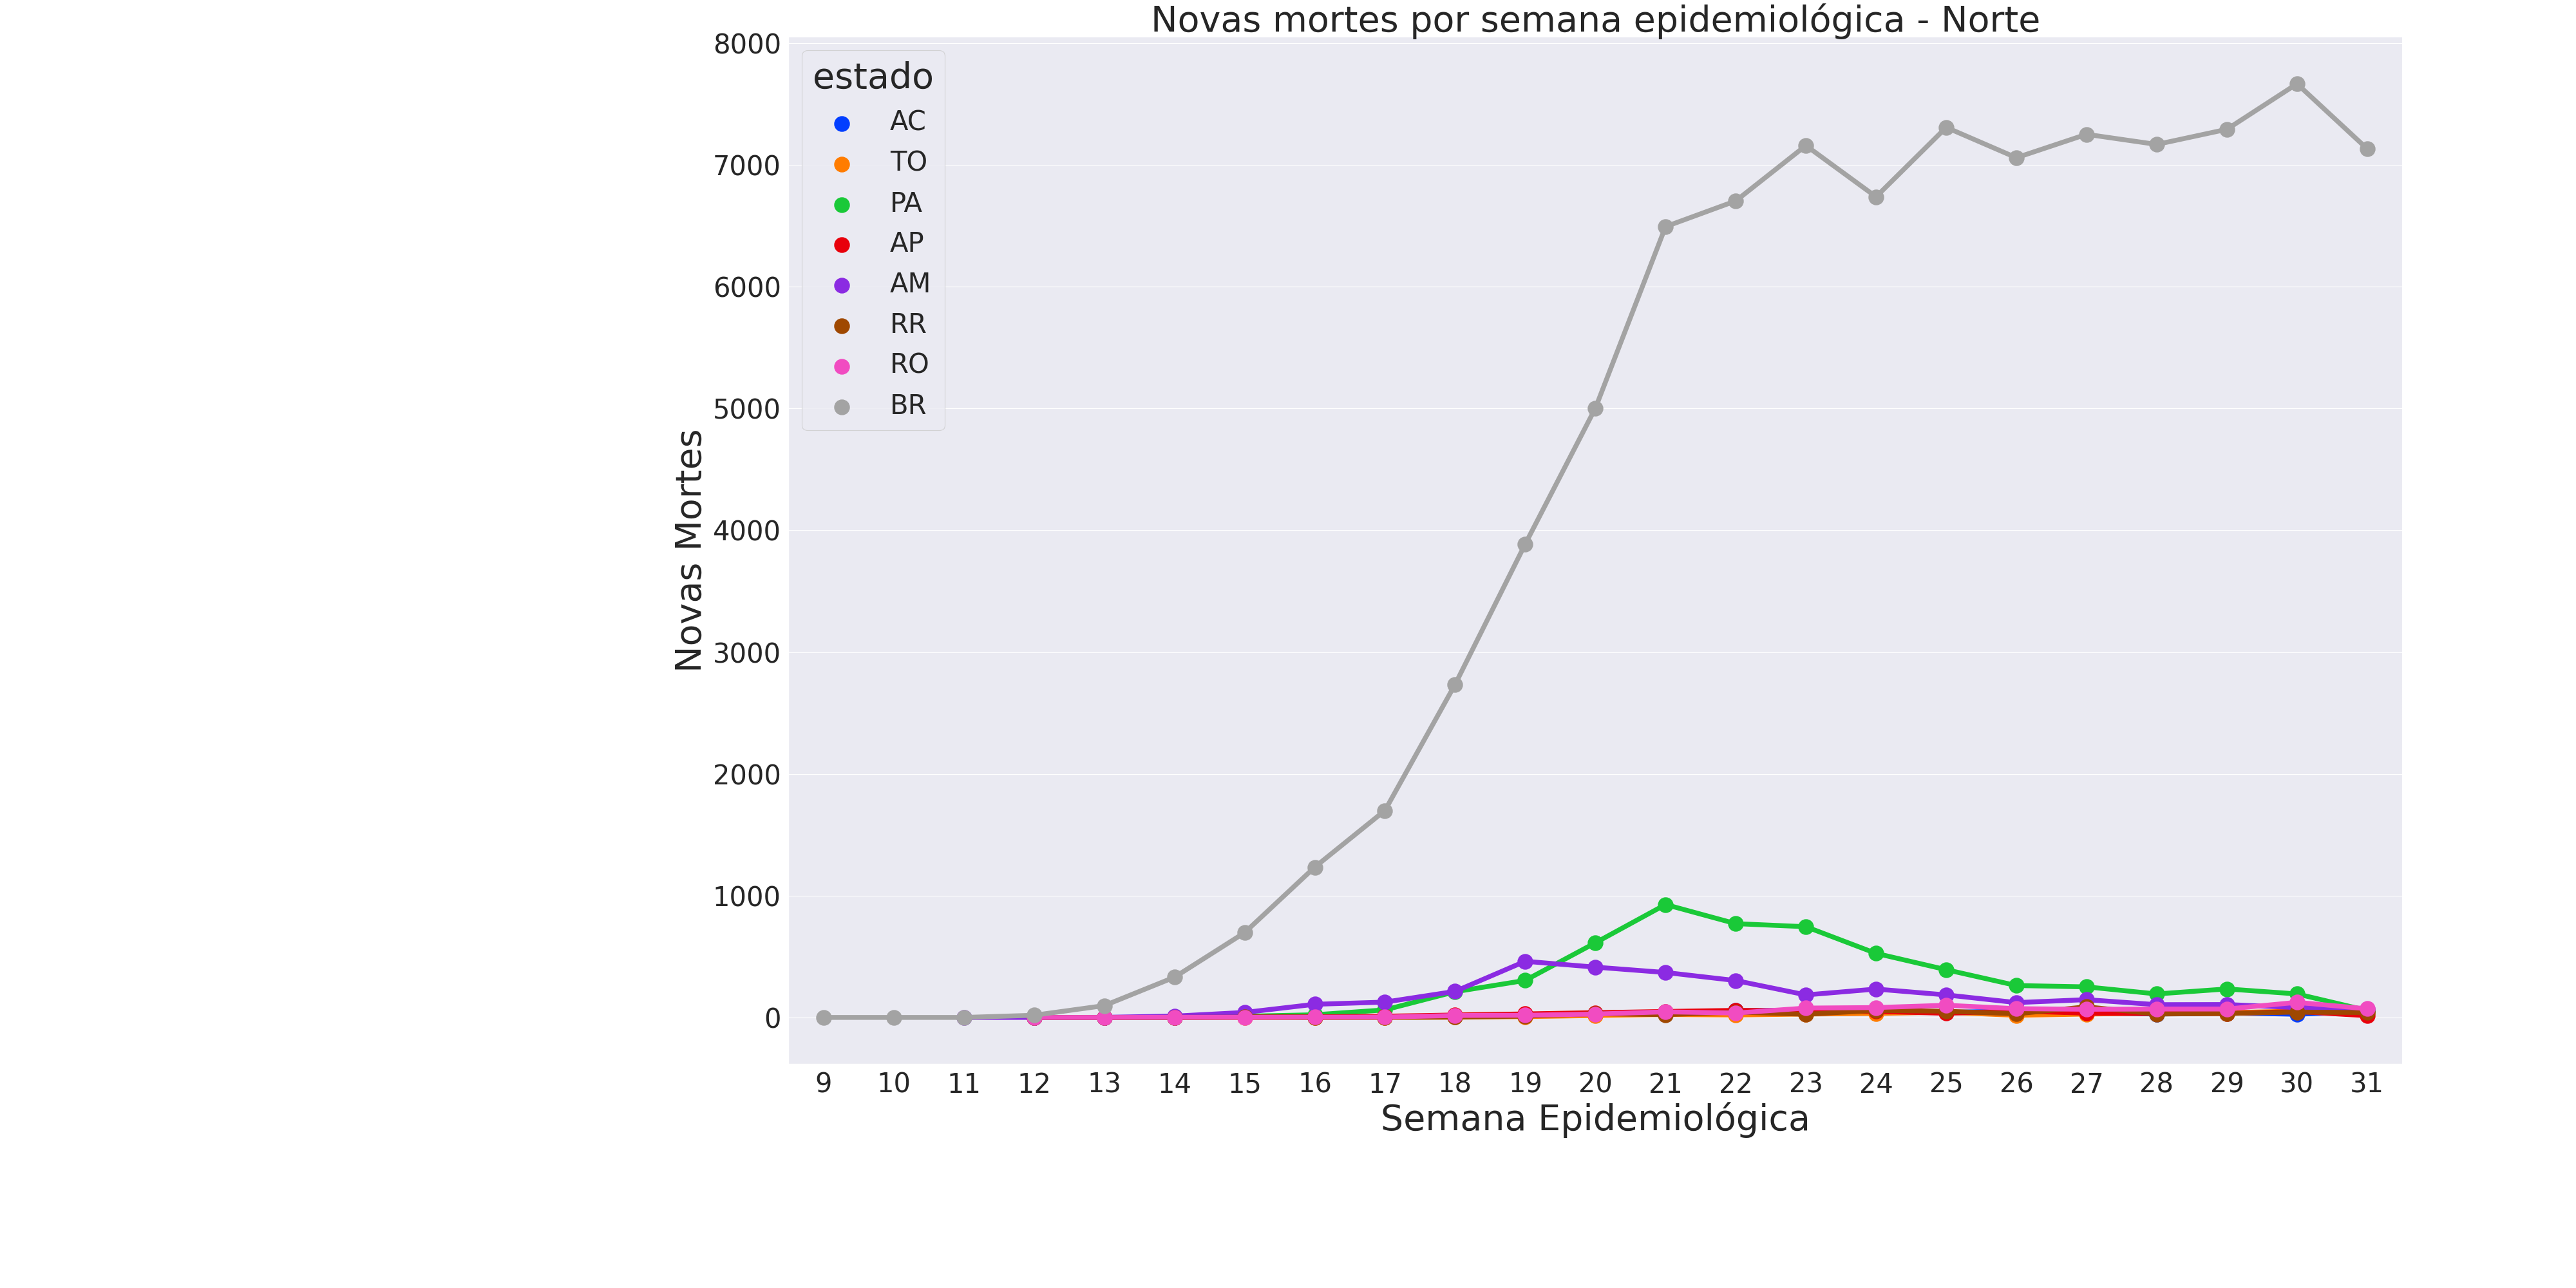 Novas mortes por semana epidemiológica - Norte
8000
7000
6000
5000
4000
3000
2000
1000
0
Novas Mortes
estado
AC
TO
PA
AP
AM
RR
RO
BR
9 10 11 12 13 14 15 16 17 18 19 20 21 22 23 24 25 26 27 28 29 30 31
Semana Epidemiológica